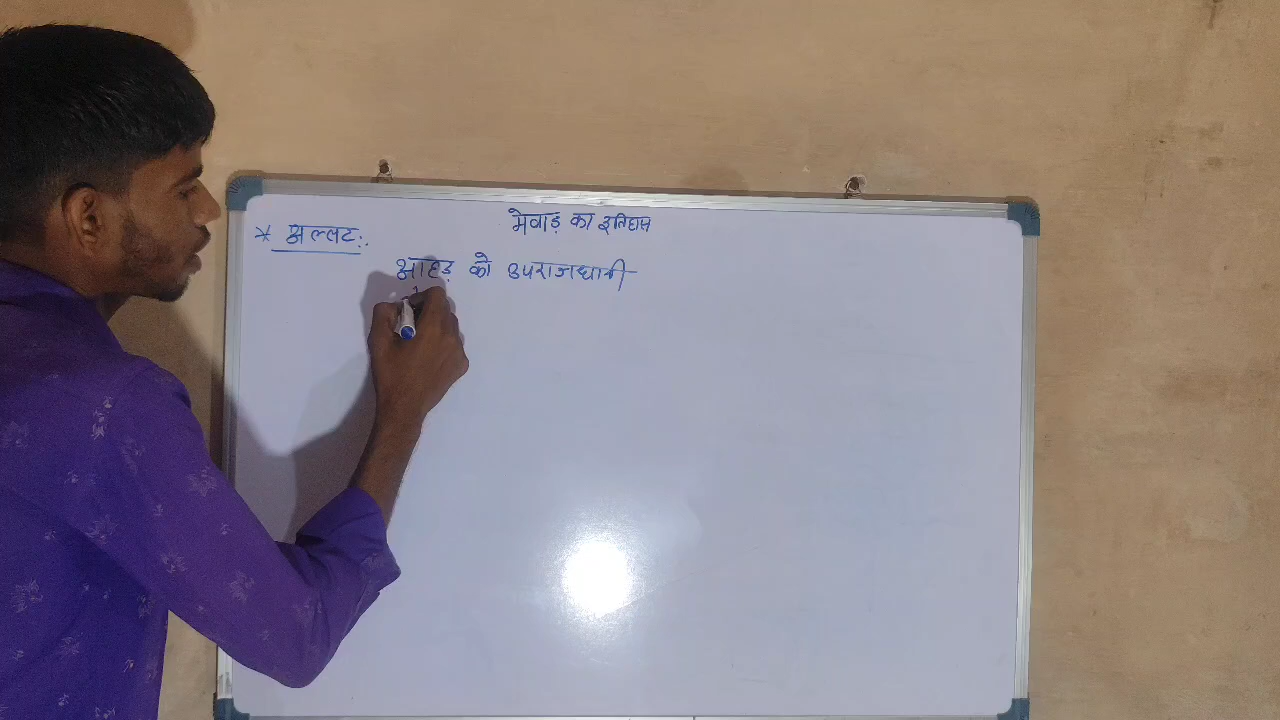 मेवाड़ का इतिहास
* अल्लट:.
आहड़ को उपराजधानी